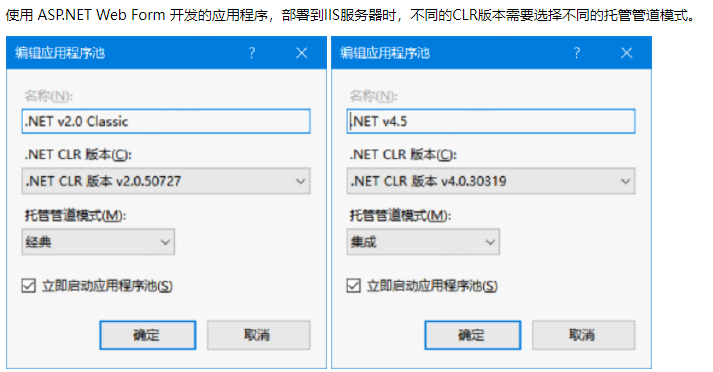 使用 ASP.NET Web Form 开发的应用程序，部署到IIS服务器时，不同的CLR版本需要选择不同的托管管道模式。
编辑应用程序池
名称(N):
.NET v2.0 Classic
.NET CLR 版本(C):
.NET CLR 版本 v2.0.50727
托管管道模式(M):
经典
立即启动应用程序池(S)
确定 取消
编辑应用程序池
名称(N):
.NET v4.5
.NET CLR 版本(C):
.NET CLR 版本 v4.0.30319
托管管道模式(M):
集成
立即启动应用程序池(S)
确定 取消